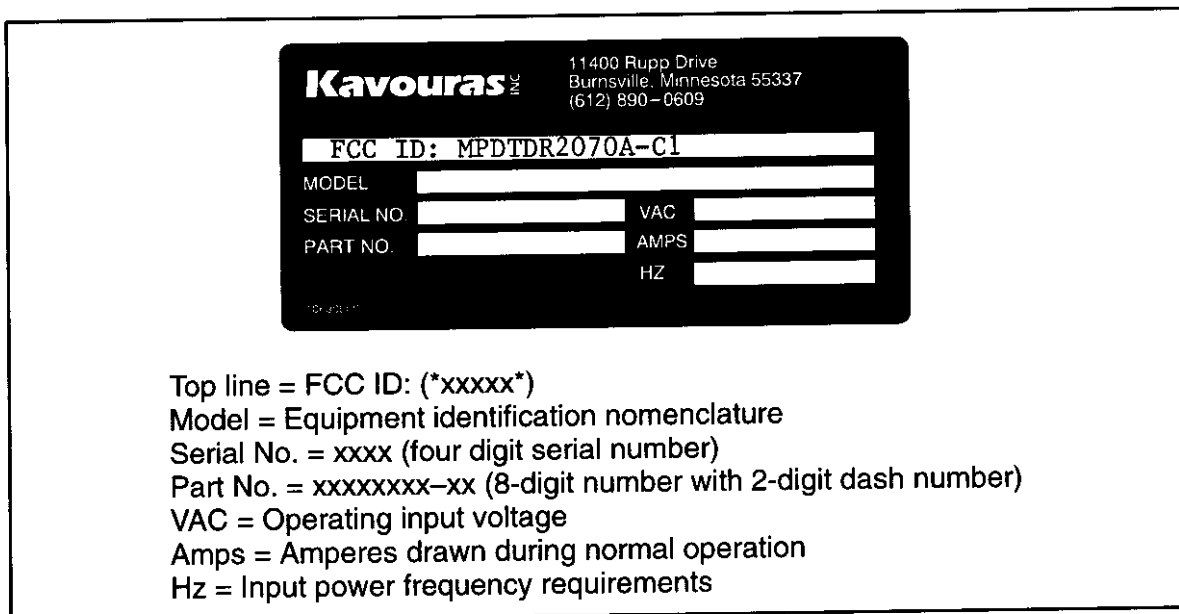 Kavouras INC
11400 Rupp Drive
Burnsville, Minnesota 55337
(612) 890–0609
FCC ID: MPDTDR2070A–C1
MODEL
SERIAL NO.
VAC
PART NO.
AMPS
HZ
Top line = FCC ID: (*xxxxx*)
Model = Equipment identification nomenclature
Serial No. = xxxx (four digit serial number)
Part No. = xxxxxxxx–xx (8-digit number with 2-digit dash number)
VAC = Operating input voltage
Amps = Amperes drawn during normal operation
Hz = Input power frequency requirements